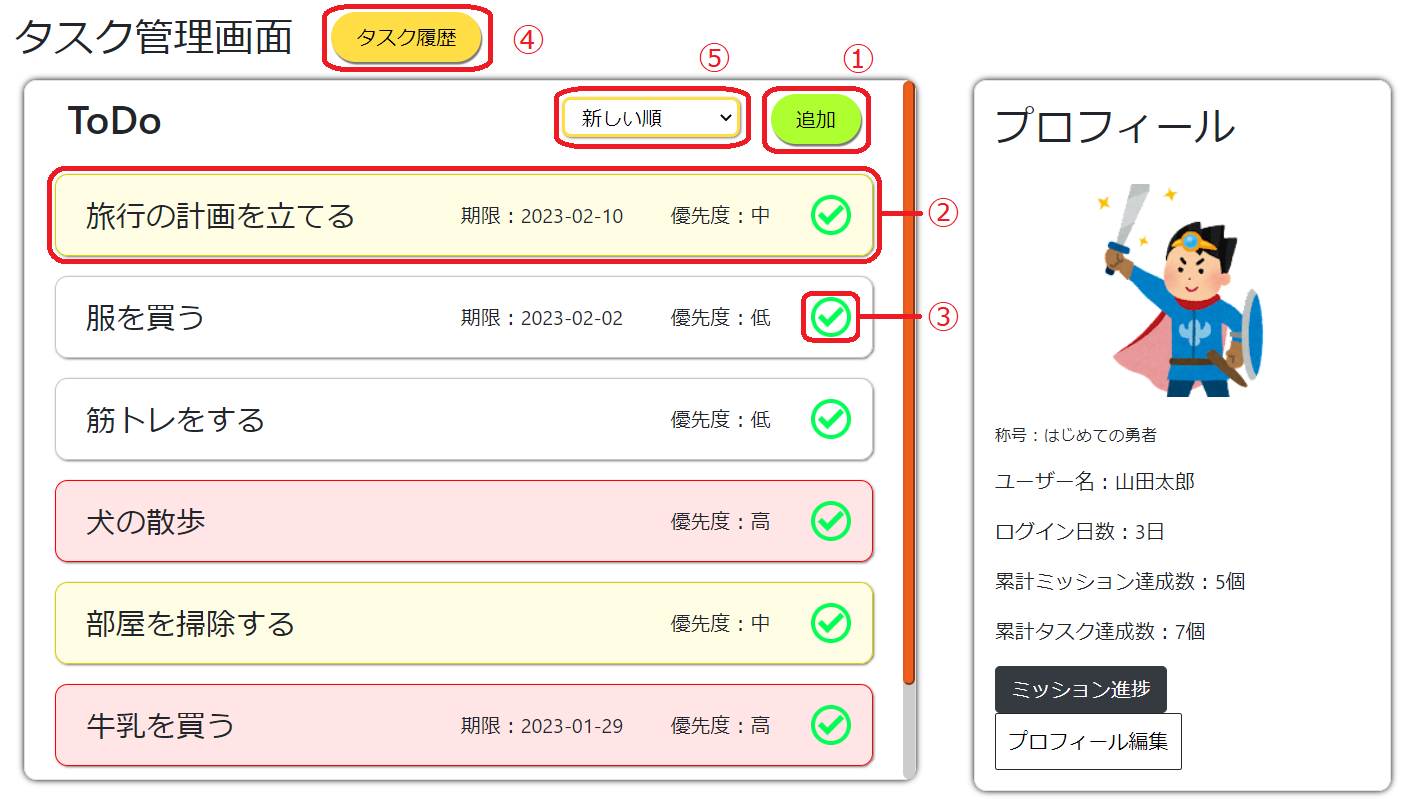 タスク管理画面 タスク履歴 ④
⑤ ①
ToDo 新しい順 追加
旅行の計画を立てる 期限：2023-02-10 優先度：中 ②
服を買う 期限：2023-02-02 優先度：低 ③
筋トレをする 優先度：低
犬の散歩 優先度：高
部屋を掃除する 優先度：中
牛乳を買う 期限：2023-01-29 優先度：高
プロフィール
称号：はじめての勇者
ユーザー名：山田太郎
ログイン日数：3日
累計ミッション達成数：5個
累計タスク達成数：7個
ミッション進捗
プロフィール編集